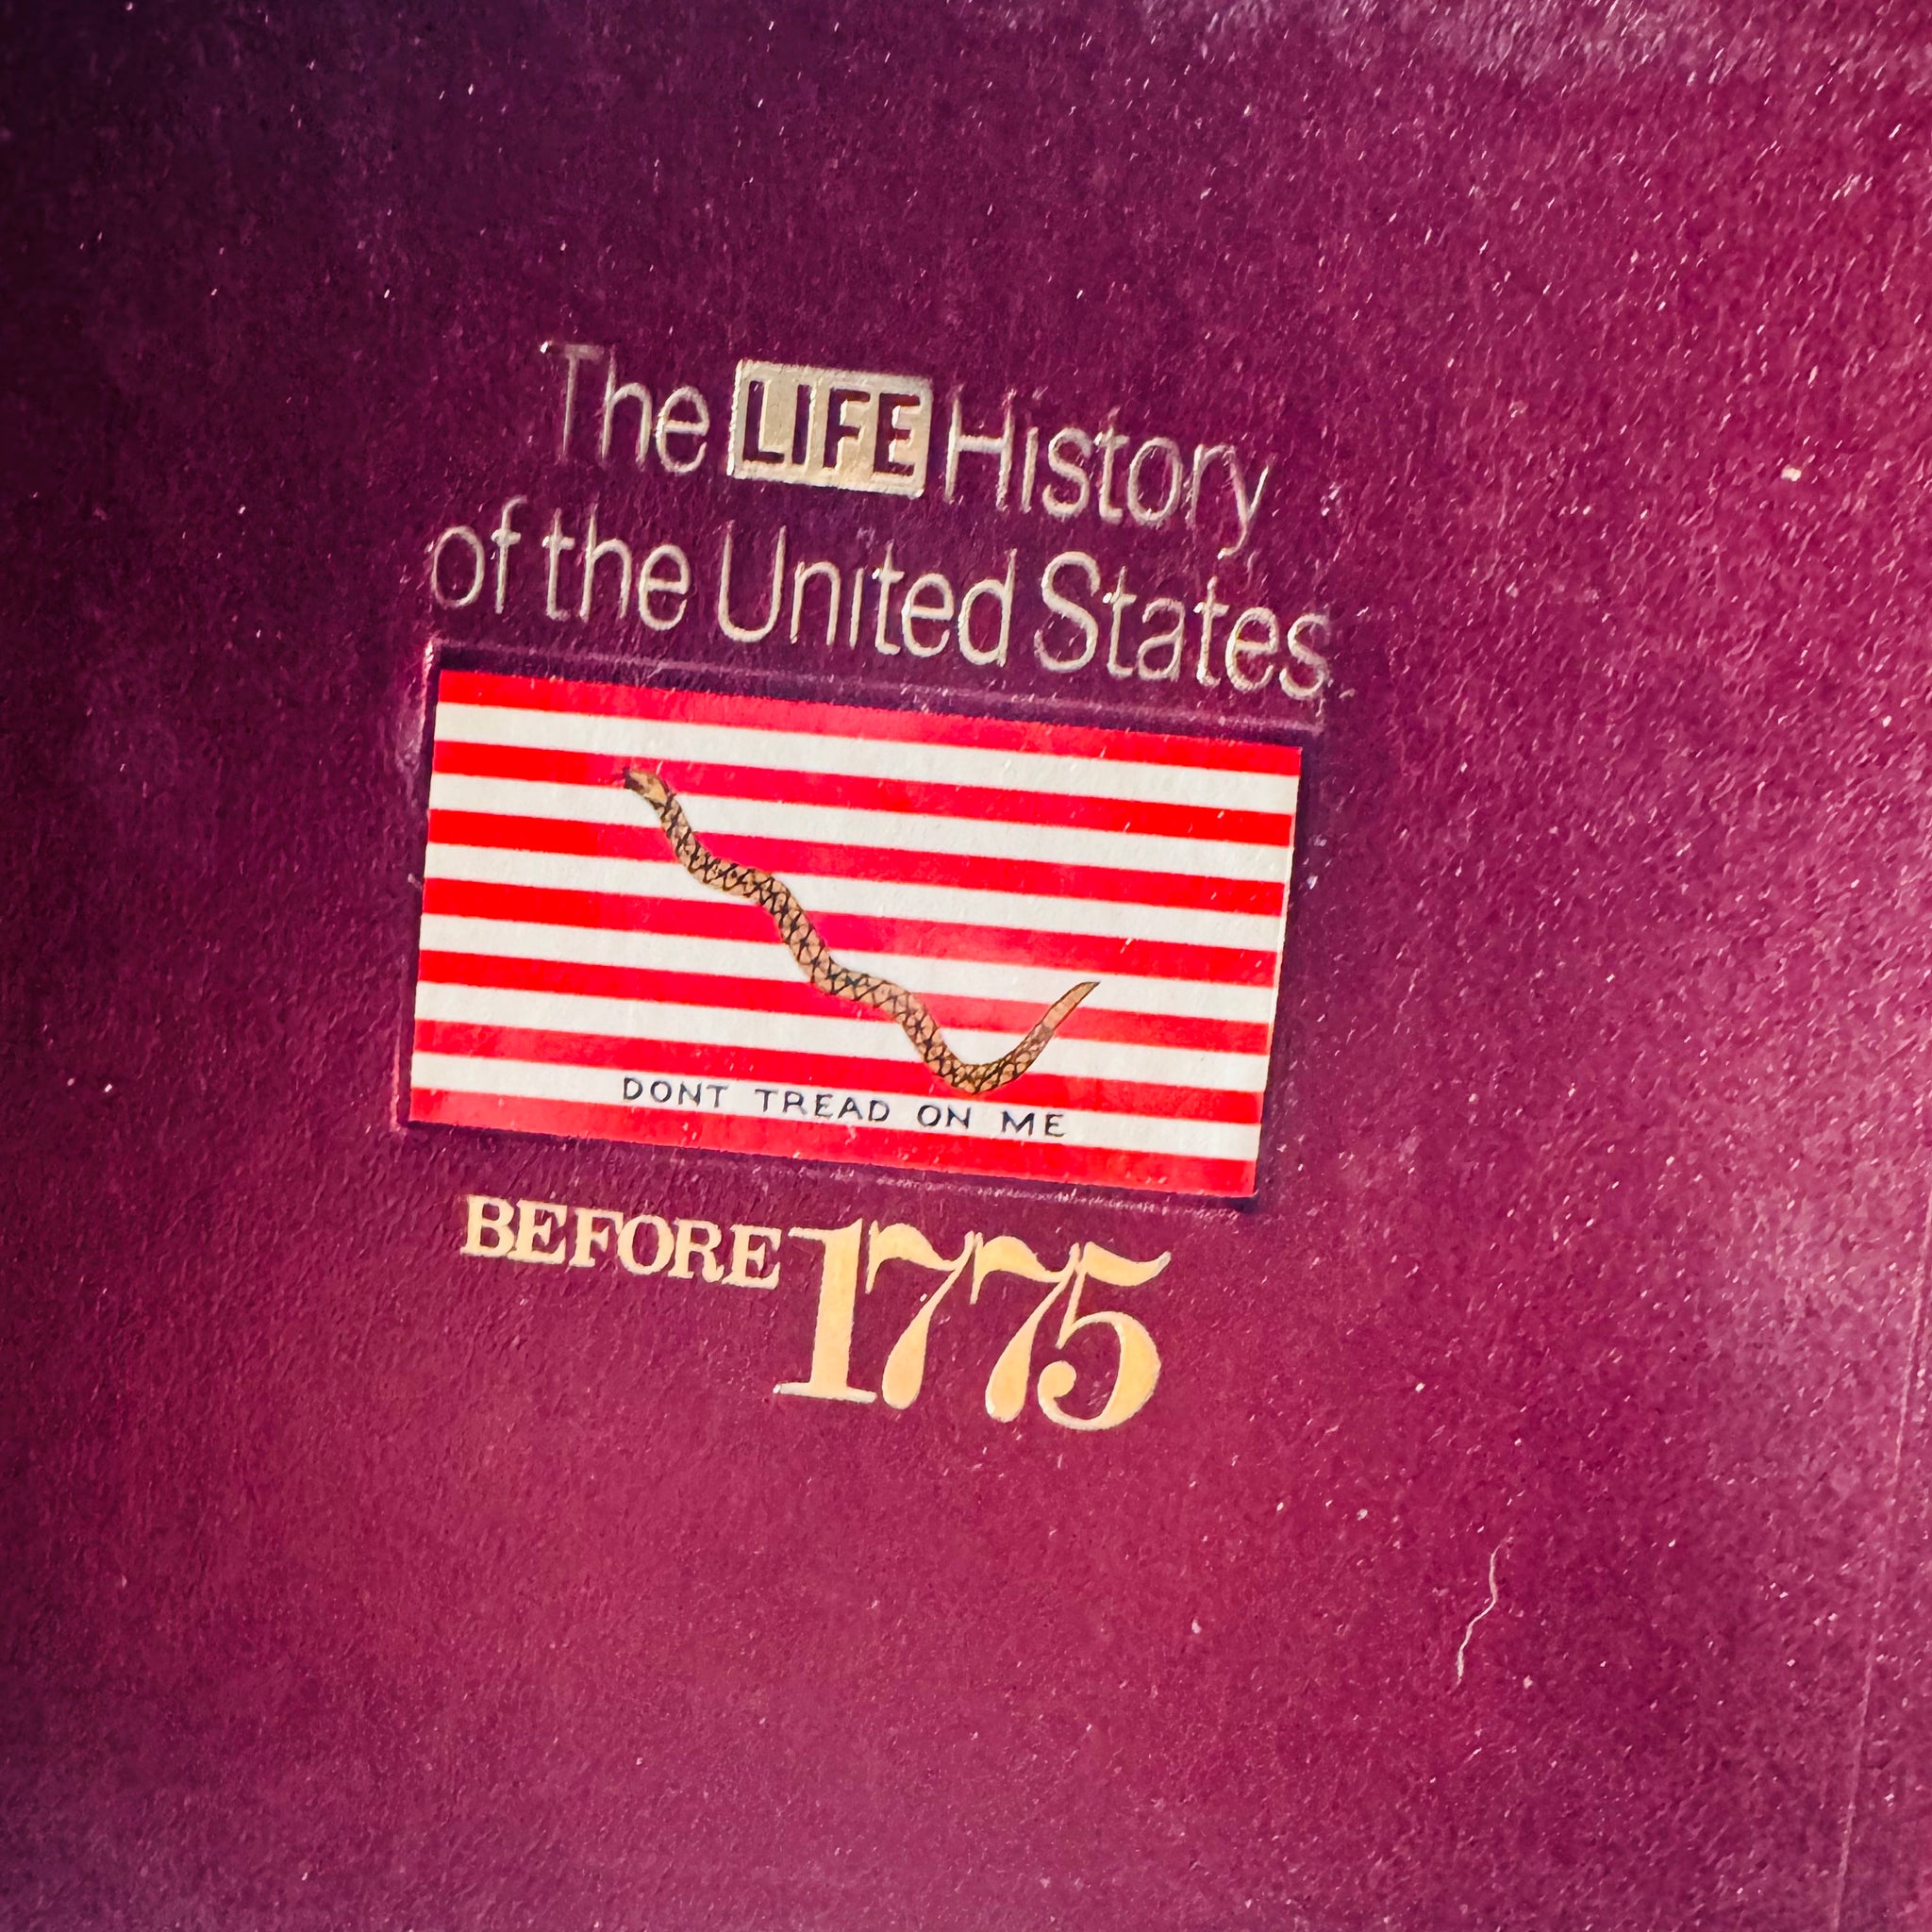 The LIFE History
of the United States
DONT TREAD ON ME
BEFORE 1775